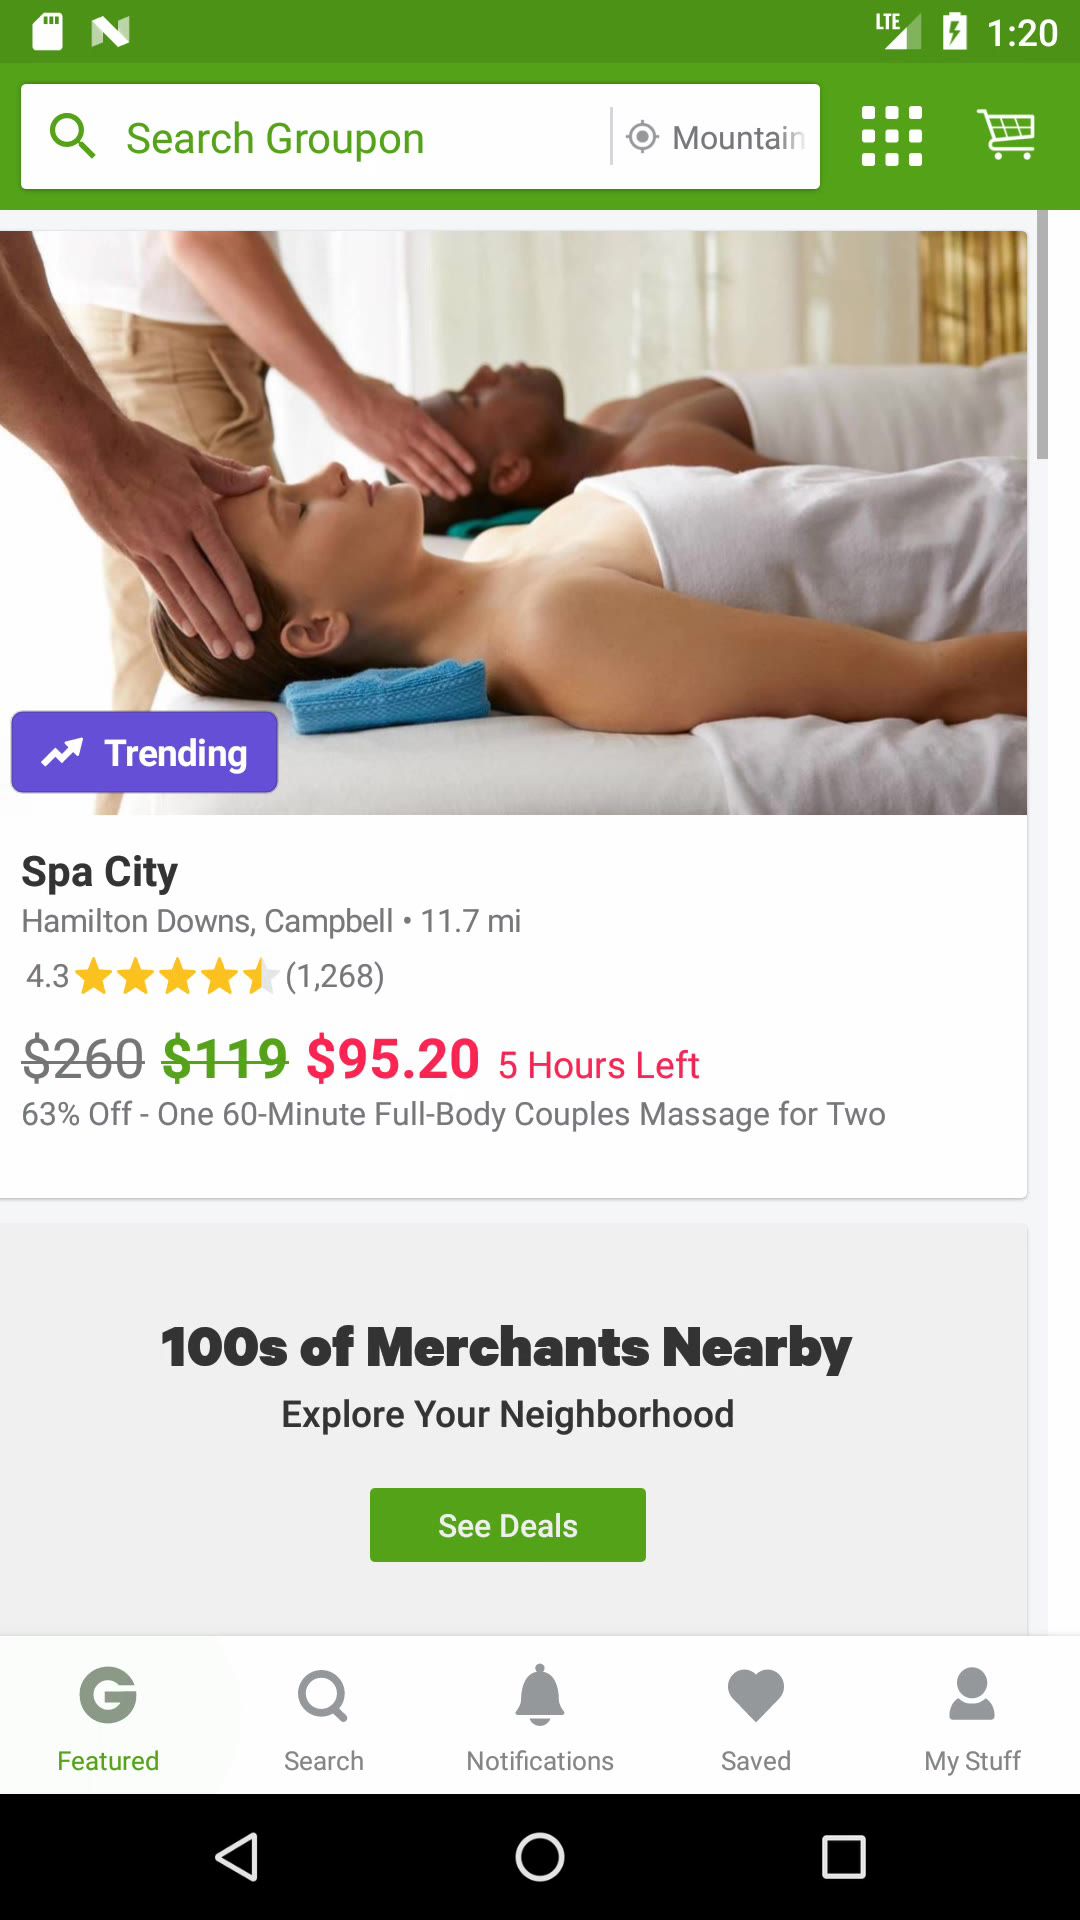 LTE 1:20
Search Groupon
Mountain
Trending
Spa City
Hamilton Downs, Campbell • 11.7 mi
4.3 (1,268)
$260 $119 $95.20 5 Hours Left
63% Off - One 60-Minute Full-Body Couples Massage for Two
100s of Merchants Nearby
Explore Your Neighborhood
See Deals
Featured Search Notifications Saved My Stuff